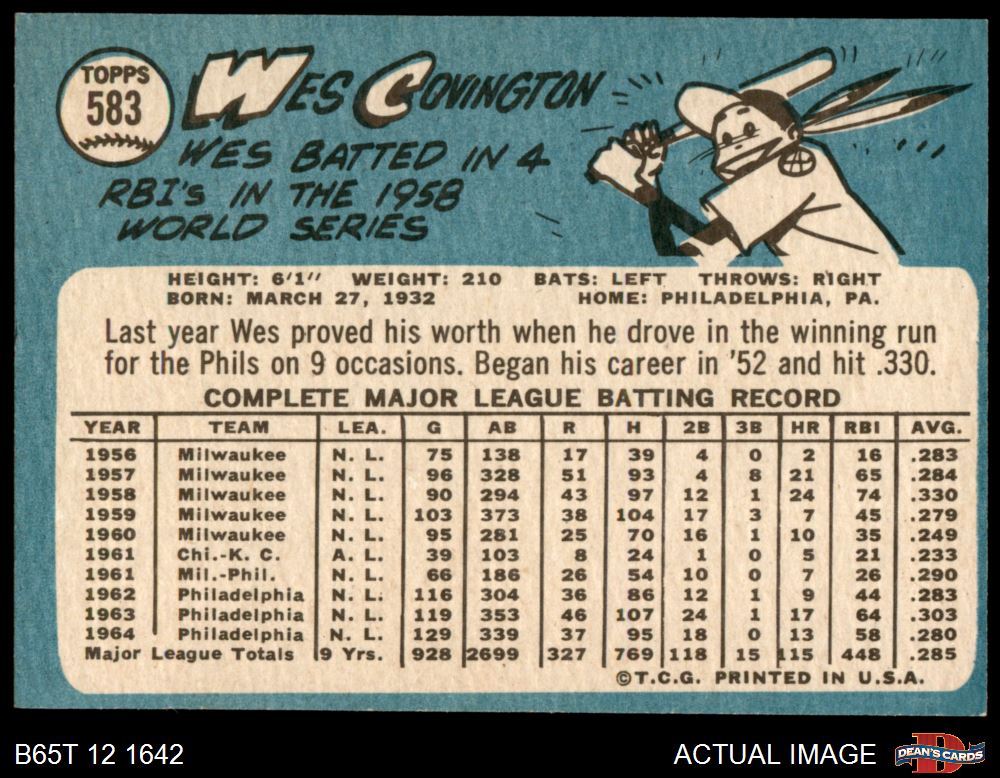 TOPPS
583
WES COVINGTON
WES BATTED IN 4
RBI's IN THE 1958
WORLD SERIES
HEIGHT: 6'1" WEIGHT: 210 BATS: LEFT THROWS: RIGHT
BORN: MARCH 27, 1932 HOME: PHILADELPHIA, PA.
Last year Wes proved his worth when he drove in the winning run
for the Phils on 9 occasions. Began his career in '52 and hit .330.
COMPLETE MAJOR LEAGUE BATTING RECORD
YEAR TEAM LEA. G AB R H 2B 3B HR RBI AVG.
1956 Milwaukee N. L. 75 138 17 39 4 0 2 16 .283
1957 Milwaukee N. L. 96 328 51 93 4 8 21 65 .284
1958 Milwaukee N. L. 90 294 43 97 12 1 24 74 .330
1959 Milwaukee N. L. 103 373 38 104 17 3 7 45 .279
1960 Milwaukee N. L. 95 281 25 70 16 1 10 35 .249
1961 Chi.-K. C. A. L. 39 103 8 24 1 0 5 21 .233
1961 Mil.-Phil. N. L. 66 186 26 54 10 0 7 26 .290
1962 Philadelphia N. L. 116 304 36 86 12 1 9 44 .283
1963 Philadelphia N. L. 119 353 46 107 24 1 17 64 .303
1964 Philadelphia N. L. 129 339 37 95 18 0 13 58 .280
Major League Totals 9 Yrs. 928 2699 327 769 118 15 115 448 .285
©T.C.G. PRINTED IN U.S.A.
B65T 12 1642 ACTUAL IMAGE DEAN'S CARDS